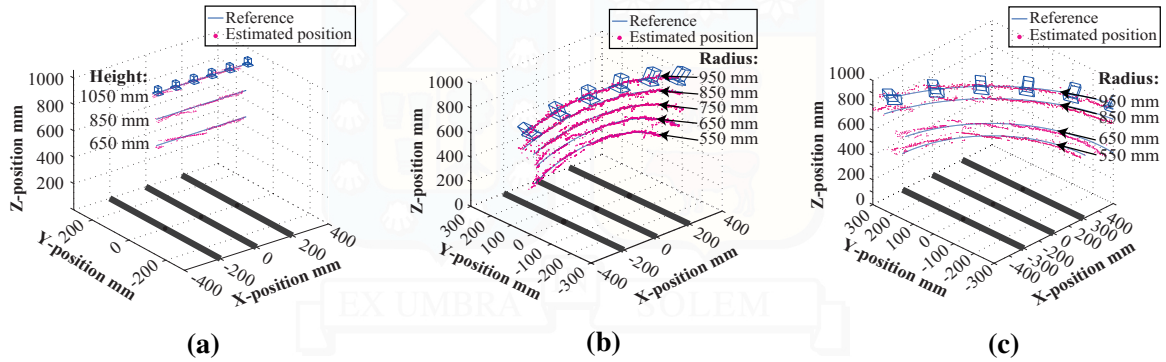 Reference
Estimated position
Height:
1050 mm
850 mm
650 mm
1000
800
600
400
200
Z-position mm
200
0
-200
Y-position mm
-400
-200
0
200
400
X-position mm
(a)
Reference
Estimated position
Radius:
950 mm
850 mm
750 mm
650 mm
550 mm
1000
800
600
400
200
0
Z-position mm
300
200
100
0
-100
-200
-300
Y-position mm
-400
-200
0
200
400
X-position mm
(b)
Reference
Estimated position
Radius:
950 mm
850 mm
650 mm
550 mm
1000
800
600
400
200
0
Z-position mm
300
200
100
0
-100
-200
-300
Y-position mm
-400
-300
-200
0
200
300
400
X-position mm
(c)
EX UMBRA
SOLEM